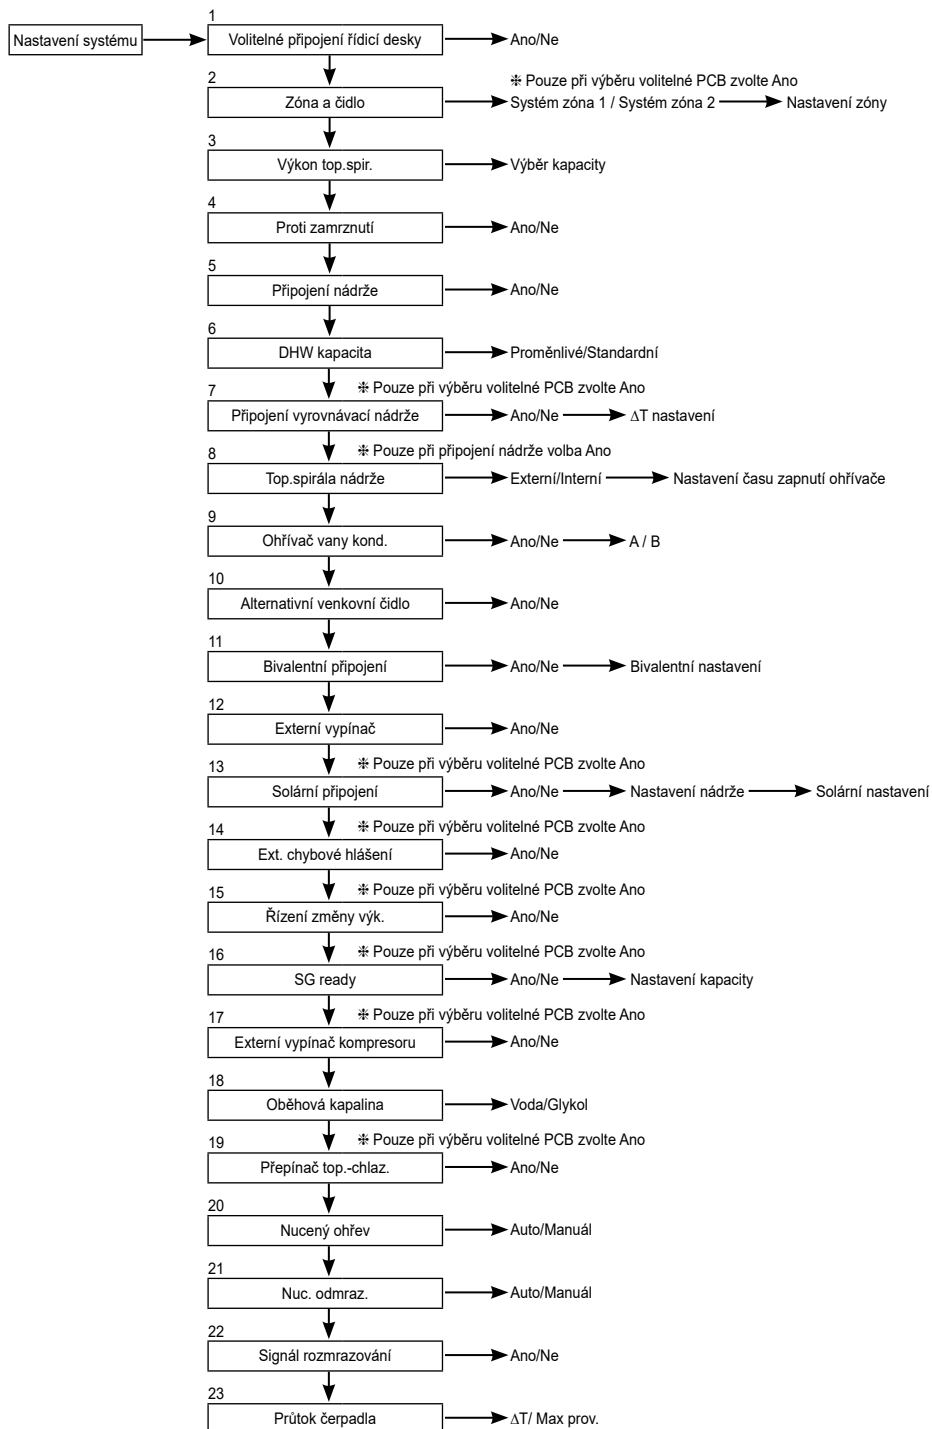 1
Nastavení systému
Volitelné připojení řídicí desky
Ano/Ne
2
❉ Pouze při výběru volitelné PCB zvolte Ano
Zóna a čidlo
Systém zóna 1 / Systém zóna 2
Nastavení zóny
3
Výkon top.spir.
Výběr kapacity
4
Proti zamrznutí
Ano/Ne
5
Připojení nádrže
Ano/Ne
6
DHW kapacita
Proměnlivé/Standardní
7
❉ Pouze při výběru volitelné PCB zvolte Ano
Připojení vyrovnávací nádrže
Ano/Ne
∆T nastavení
8
❉ Pouze při připojení nádrže volba Ano
Top.spirála nádrže
Externí/Interní
Nastavení času zapnutí ohřívače
9
Ohřívač vany kond.
Ano/Ne
A / B
10
Alternativní venkovní čidlo
Ano/Ne
11
Bivalentní připojení
Ano/Ne
Bivalentní nastavení
12
Externí vypínač
Ano/Ne
13
❉ Pouze při výběru volitelné PCB zvolte Ano
Solární připojení
Ano/Ne
Nastavení nádrže
Solární nastavení
14
❉ Pouze při výběru volitelné PCB zvolte Ano
Ext. chybové hlášení
Ano/Ne
15
❉ Pouze při výběru volitelné PCB zvolte Ano
Řízení změny výk.
Ano/Ne
16
❉ Pouze při výběru volitelné PCB zvolte Ano
SG ready
Ano/Ne
Nastavení kapacity
17
❉ Pouze při výběru volitelné PCB zvolte Ano
Externí vypínač kompresoru
Ano/Ne
18
Oběhová kapalina
Voda/Glykol
19
❉ Pouze při výběru volitelné PCB zvolte Ano
Přepínač top.-chlaz.
Ano/Ne
20
Nucený ohřev
Auto/Manuál
21
Nuc. odmraz.
Auto/Manuál
22
Signál rozmrazování
Ano/Ne
23
Průtok čerpadla
∆T/ Max prov.